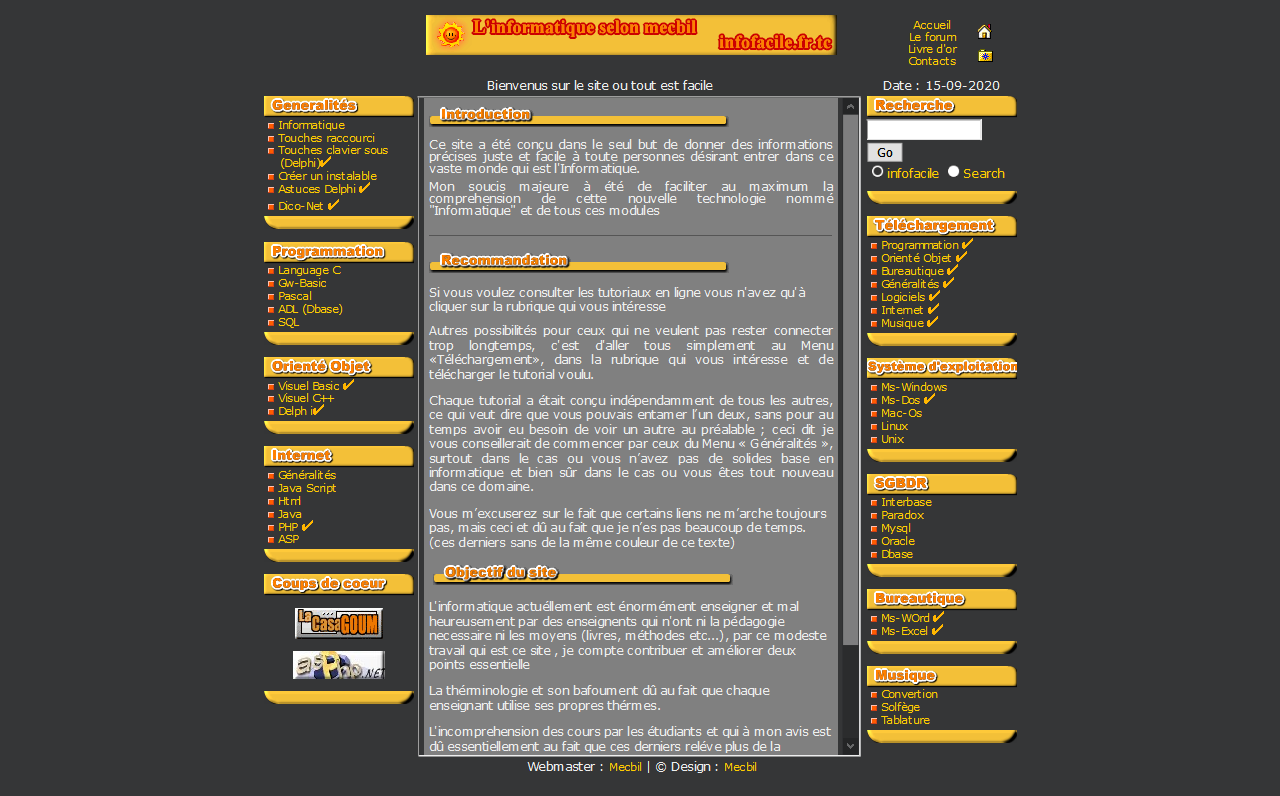 L'informatique selon mecbil
infofacile.fr.tc
Accueil
Le forum
Livre d'or
Contacts
Bienvenus sur le site ou tout est facile
Date : 15-09-2020
Generalités
Informatique
Touches raccourci
Touches clavier sous
(Delphi)
Créer un instalable
Astuces Delphi
Dico-Net
Programmation
Language C
Gw-Basic
Pascal
ADL (Dbase)
SQL
Orienté Objet
Visuel Basic
Visuel C++
Delph i
Internet
Généralités
Java Script
Html
Java
PHP
ASP
Coups de coeur
La CasaGOUM
asPHP.NET
Introduction
Ce site a été conçu dans le seul but de donner des informations
précises juste et facile à toute personnes désirant entrer dans ce
vaste monde qui est l'Informatique.
Mon soucis majeure à été de faciliter au maximum la
comprehension de cette nouvelle technologie nommé
"Informatique" et de tous ces modules
Recommandation
Si vous voulez consulter les tutoriaux en ligne vous n'avez qu'à
cliquer sur la rubrique qui vous intéresse
Autres possibilités pour ceux qui ne veulent pas rester connecter
trop longtemps, c'est d'aller tous simplement au Menu
«Téléchargement», dans la rubrique qui vous intéresse et de
télécharger le tutorial voulu.
Chaque tutorial a était conçu indépendamment de tous les autres,
ce qui veut dire que vous pouvais entamer l’un deux, sans pour au
temps avoir eu besoin de voir un autre au préalable ; ceci dit je
vous conseillerait de commencer par ceux du Menu « Généralités »,
surtout dans le cas ou vous n’avez pas de solides base en
informatique et bien sûr dans le cas ou vous êtes tout nouveau
dans ce domaine.
Vous m’excuserez sur le fait que certains liens ne m’arche toujours
pas, mais ceci et dû au fait que je n’es pas beaucoup de temps.
(ces derniers sans de la même couleur de ce texte)
Objectif du site
L'informatique actuéllement est énormément enseigner et mal
heureusement par des enseignents qui n'ont ni la pédagogie
necessaire ni les moyens (livres, méthodes etc...), par ce modeste
travail qui est ce site , je compte contribuer et améliorer deux
points essentielle
La thérminologie et son bafoument dû au fait que chaque
enseignant utilise ses propres thérmes.
L'incomprehension des cours par les étudiants et qui à mon avis est
dû essentiellement au fait que ces derniers reléve plus de la
Recherche
Go
infofacile Search
Téléchargement
Programmation
Orienté Objet
Bureautique
Généralités
Logiciels
Internet
Musique
Système d'exploitation
Ms-Windows
Ms-Dos
Mac-Os
Linux
Unix
SGBDR
Interbase
Paradox
Mysql
Oracle
Dbase
Bureautique
Ms-WOrd
Ms-Excel
Musique
Convertion
Solfège
Tablature
Webmaster : Mecbil | © Design : Mecbil